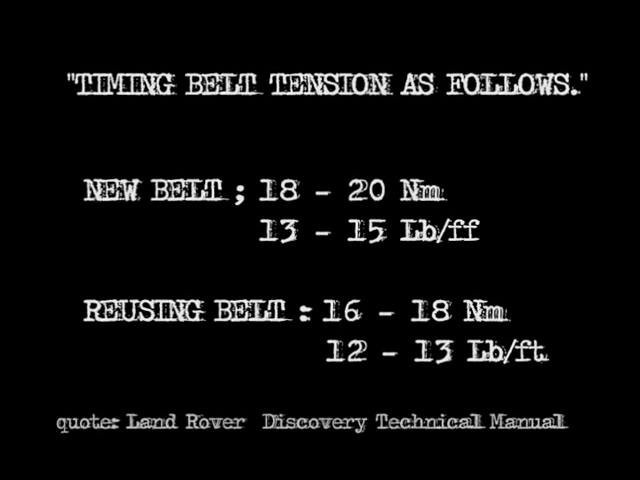 "TIMING BELT TENSION AS FOLLOWS."
NEW BELT ; 18 - 20 Nm
13 - 15 Lb/ff
REUSING BELT : 16 - 18 Nm
12 - 13 Lb/ft
quote: Land Rover Discovery Technical Manual